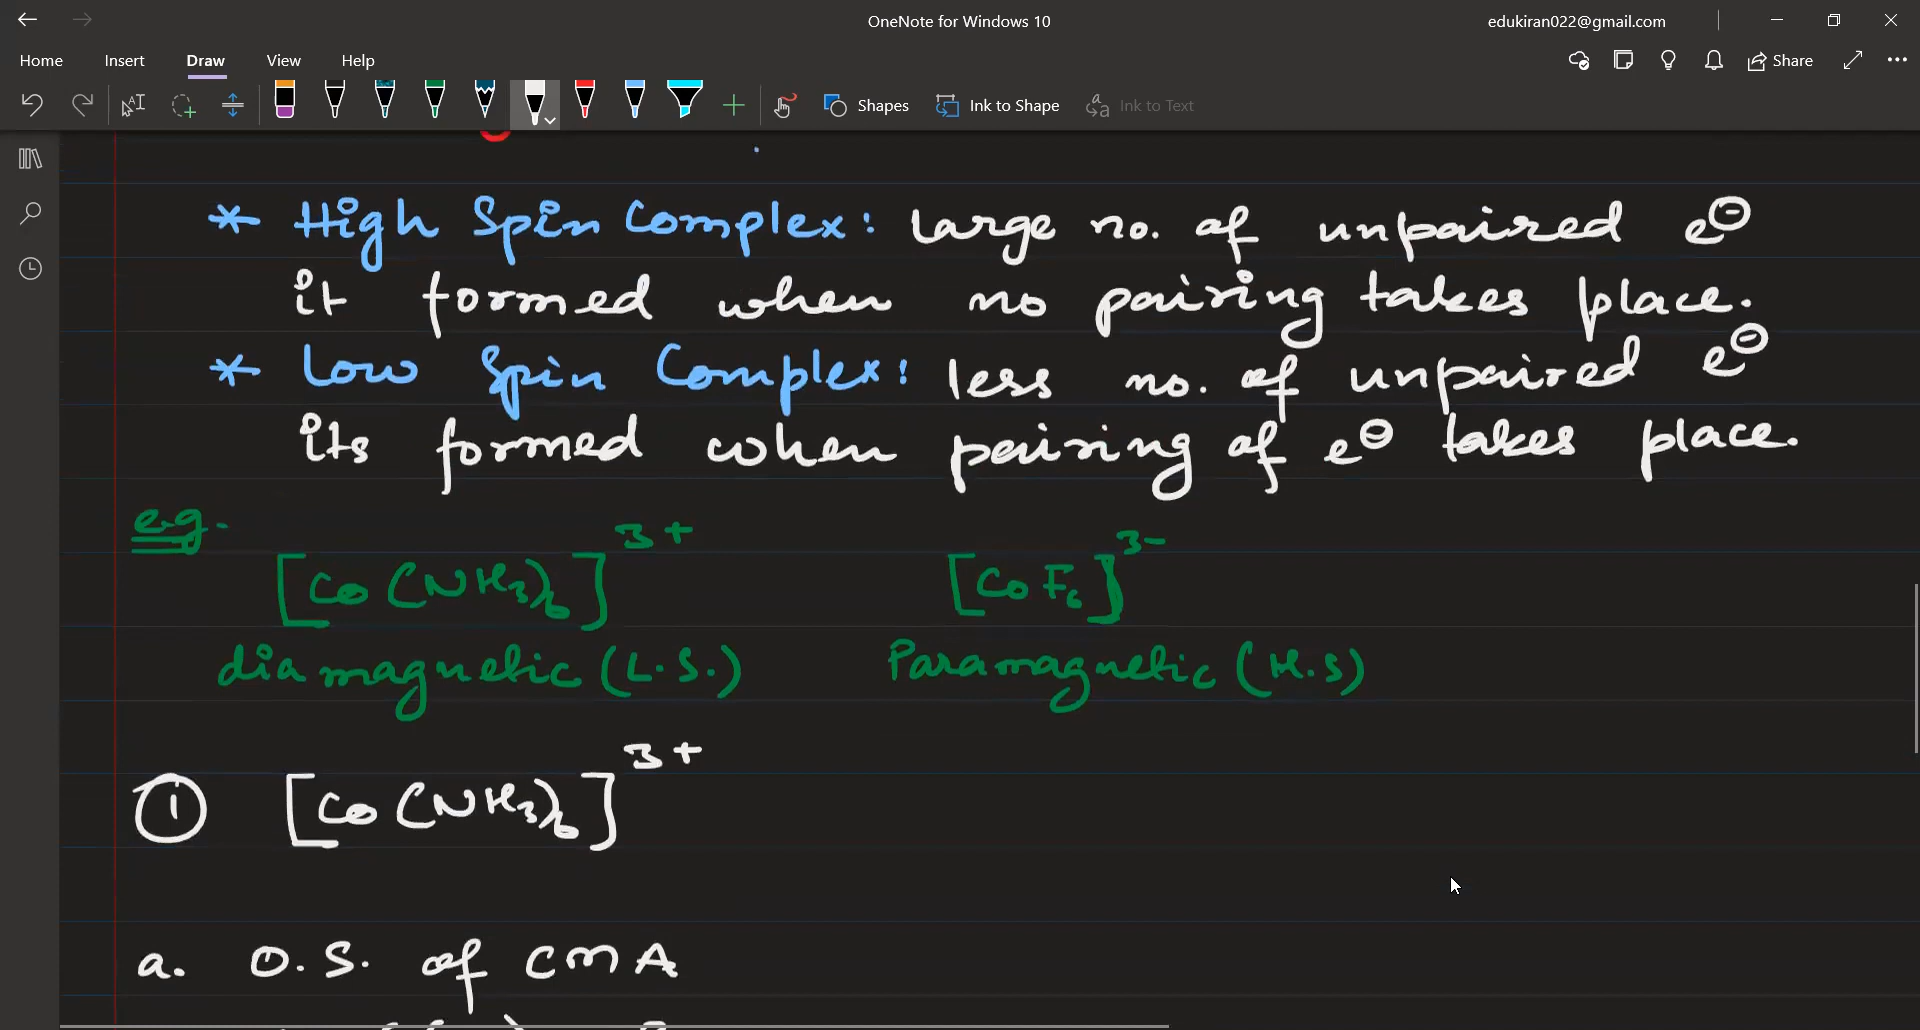 OneNote for Windows 10
edukiran022@gmail.com
Home Insert Draw View Help
Share
Shapes Ink to Shape Ink to Text
* High Spin Complex: large no. of unpaired e⊖
it formed when no pairing takes place.
* Low Spin Complex: less no. of unpaired e⊖
its formed when pairing of e⊖ takes place.
e.g.
[Co(NH₃)₆]³⁺ [CoF₆]³⁻
diamagnetic (L.S.) Paramagnetic (H.S)
① [Co(NH₃)₆]³⁺
a. O.S. of CMA